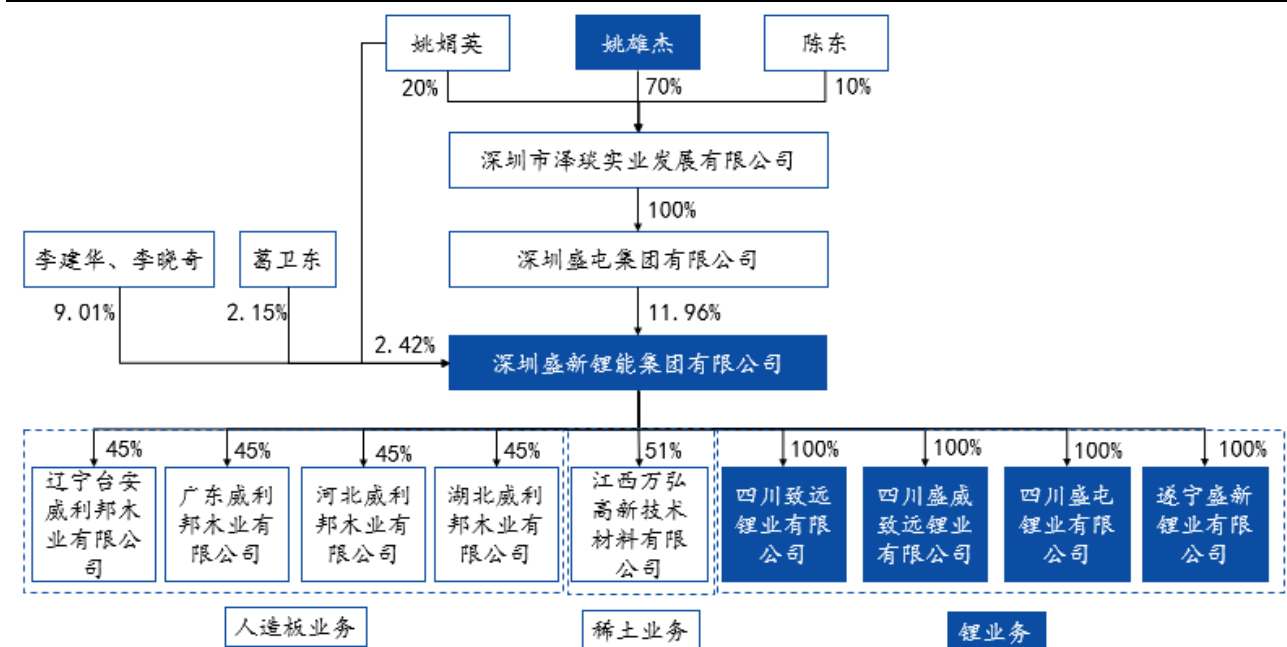 姚娟英
姚雄杰
陈东
20%
70%
10%
深圳市泽琰实业发展有限公司
100%
李建华、李晓奇
葛卫东
深圳盛屯集团有限公司
9.01%
2.15%
11.96%
2.42%
深圳盛新锂能集团有限公司
45%
45%
45%
45%
51%
100%
100%
100%
100%
辽宁台安
威利邦木
业有限公
司
广东威利
邦木业有
限公司
河北威利
邦木业有
限公司
湖北威利
邦木业有
限公司
江西万弘
高新技术
材料有限
公司
四川致远
锂业有限
公司
四川盛威
致远锂业
有限公司
四川盛屯
锂业有限
公司
遂宁盛新
锂业有限
公司
人造板业务
稀土业务
锂业务